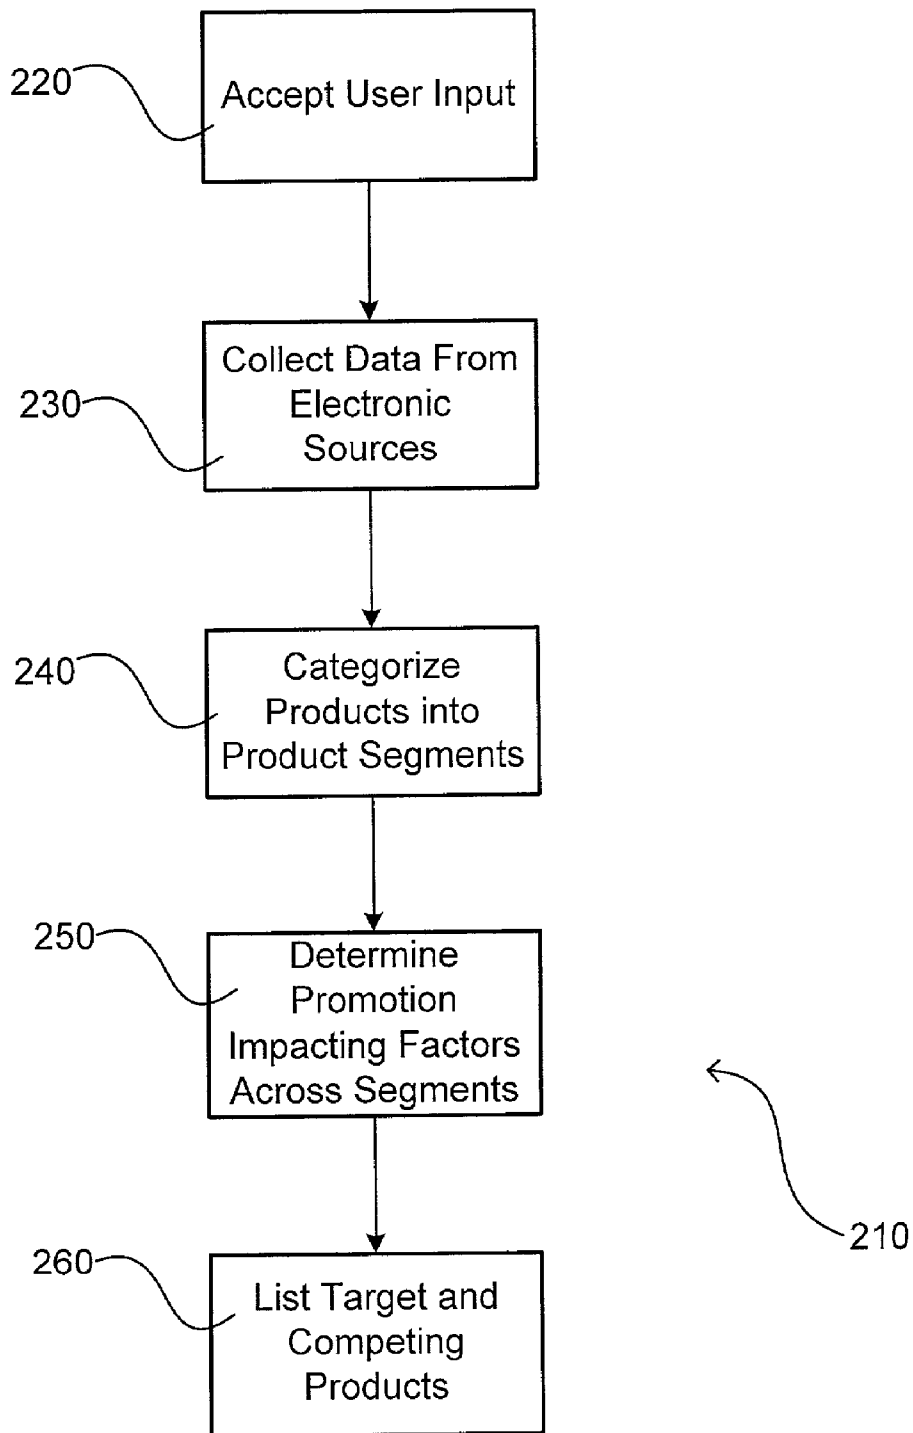 220
Accept User Input
230
Collect Data From
Electronic
Sources
240
Categorize
Products into
Product Segments
250
Determine
Promotion
Impacting Factors
Across Segments
210
260
List Target and
Competing
Products